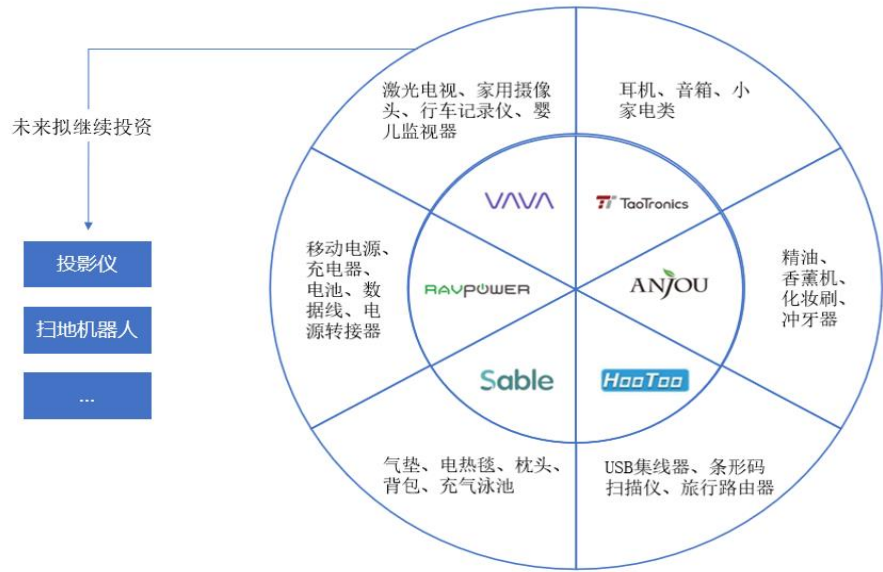 激光电视、家用摄像
头、行车记录仪、婴
儿监视器
耳机、音箱、小
家电类
未来拟继续投资
VAVA
TaoTronics
移动电源、
充电器、
电池、数
据线、电
源转接器
RAVPOWER
ANJOU
精油、
香薰机、
化妆刷、
冲牙器
投影仪
扫地机器人
...
Sable
HooToo
气垫、电热毯、枕头、
背包、充气泳池
USB集线器、条形码
扫描仪、旅行路由器